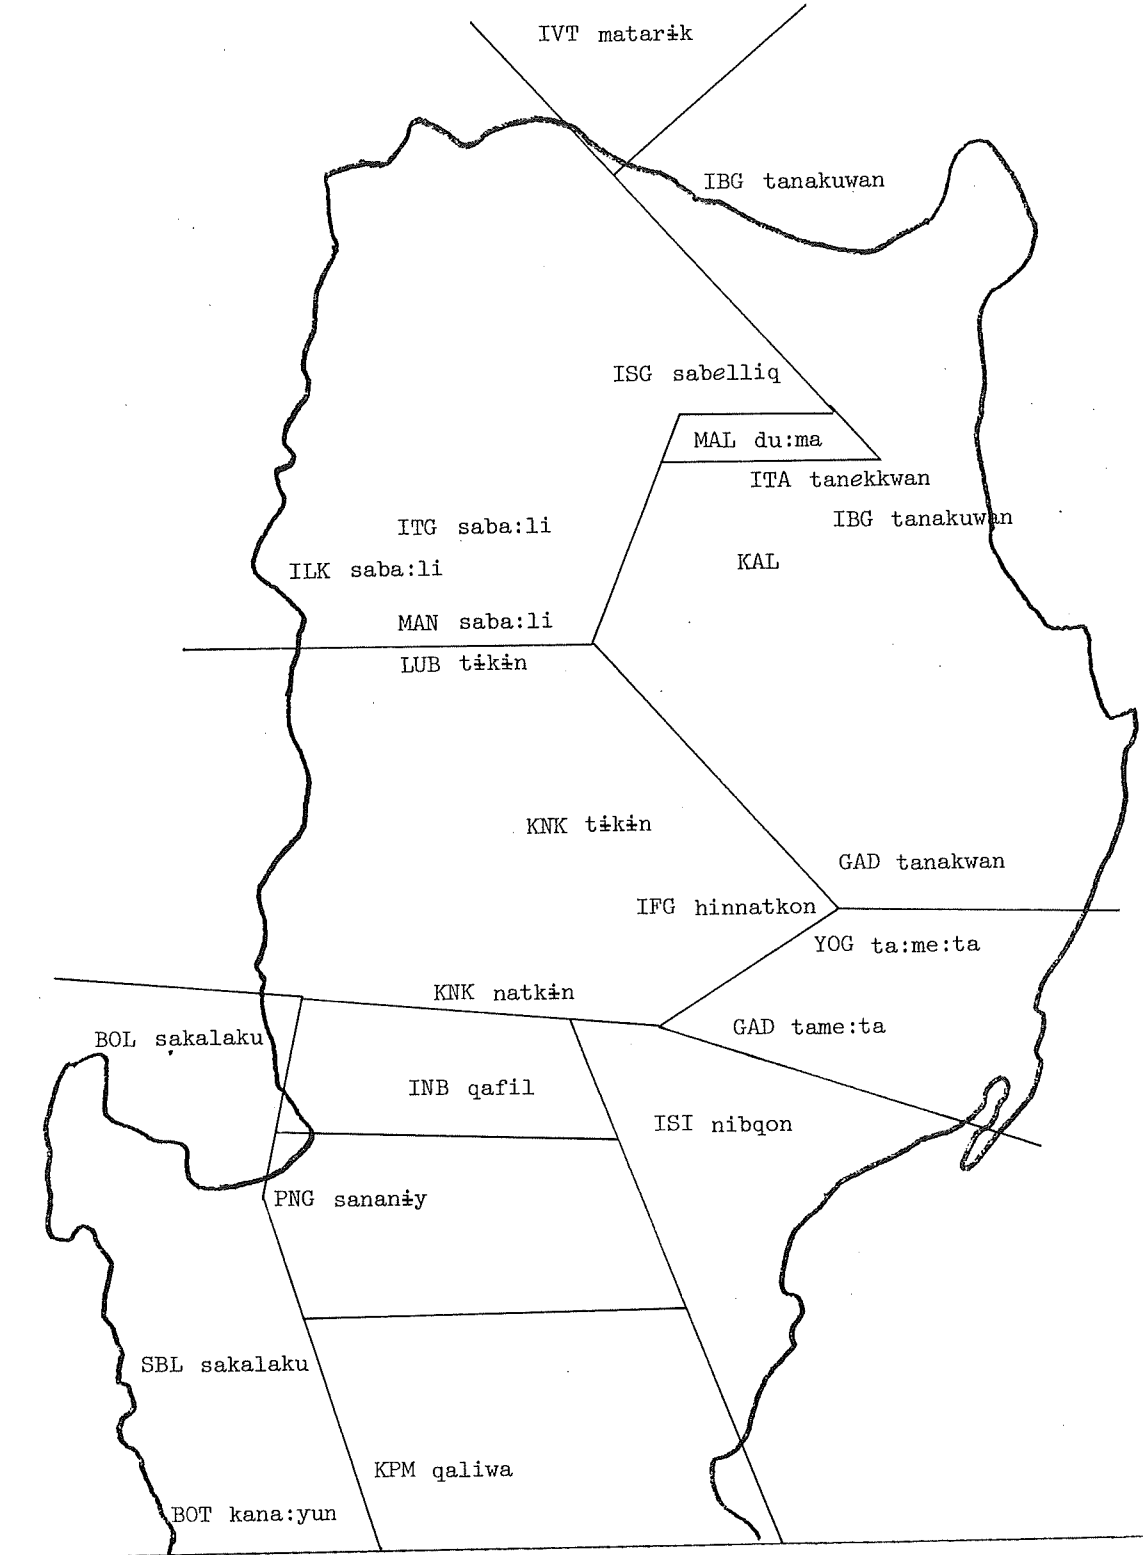 IVT matarɨk
IBG tanakuwan
ISG sabelliq
MAL du:ma
ITA tanekkwan
IBG tanakuwan
ITG saba:li
KAL
ILK saba:li
MAN saba:li
LUB tɨkɨn
KNK tɨkɨn
GAD tanakwan
IFG hinnatkon
YOG ta:me:ta
KNK natkɨn
GAD tame:ta
BOL sakalaku
INB qafil
ISI nibqon
PNG sananɨy
SBL sakalaku
KPM qaliwa
BOT kana:yun